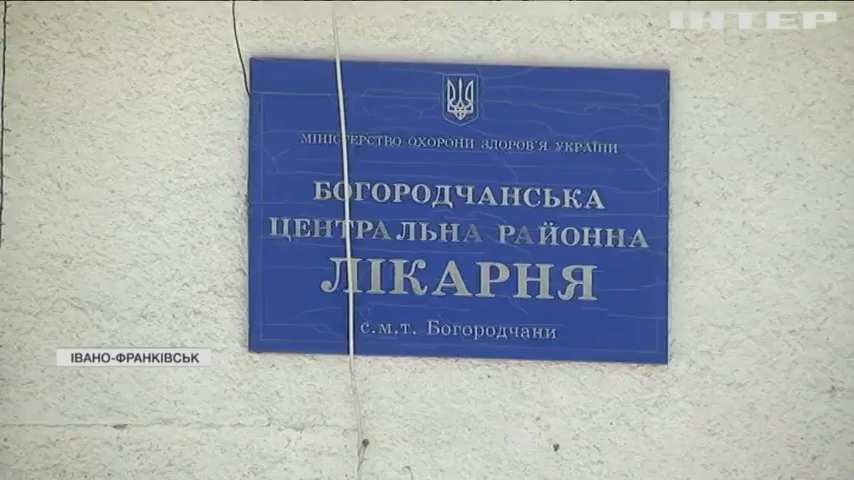 ІНТЕР
МІНІСТЕРСТВО ОХОРОНИ ЗДОРОВ'Я УКРАЇНИ
БОГОРОДЧАНСЬКА
ЦЕНТРАЛЬНА РАЙОННА
ЛІКАРНЯ
с.м.т. Богородчани
ІВАНО-ФРАНКІВСЬК